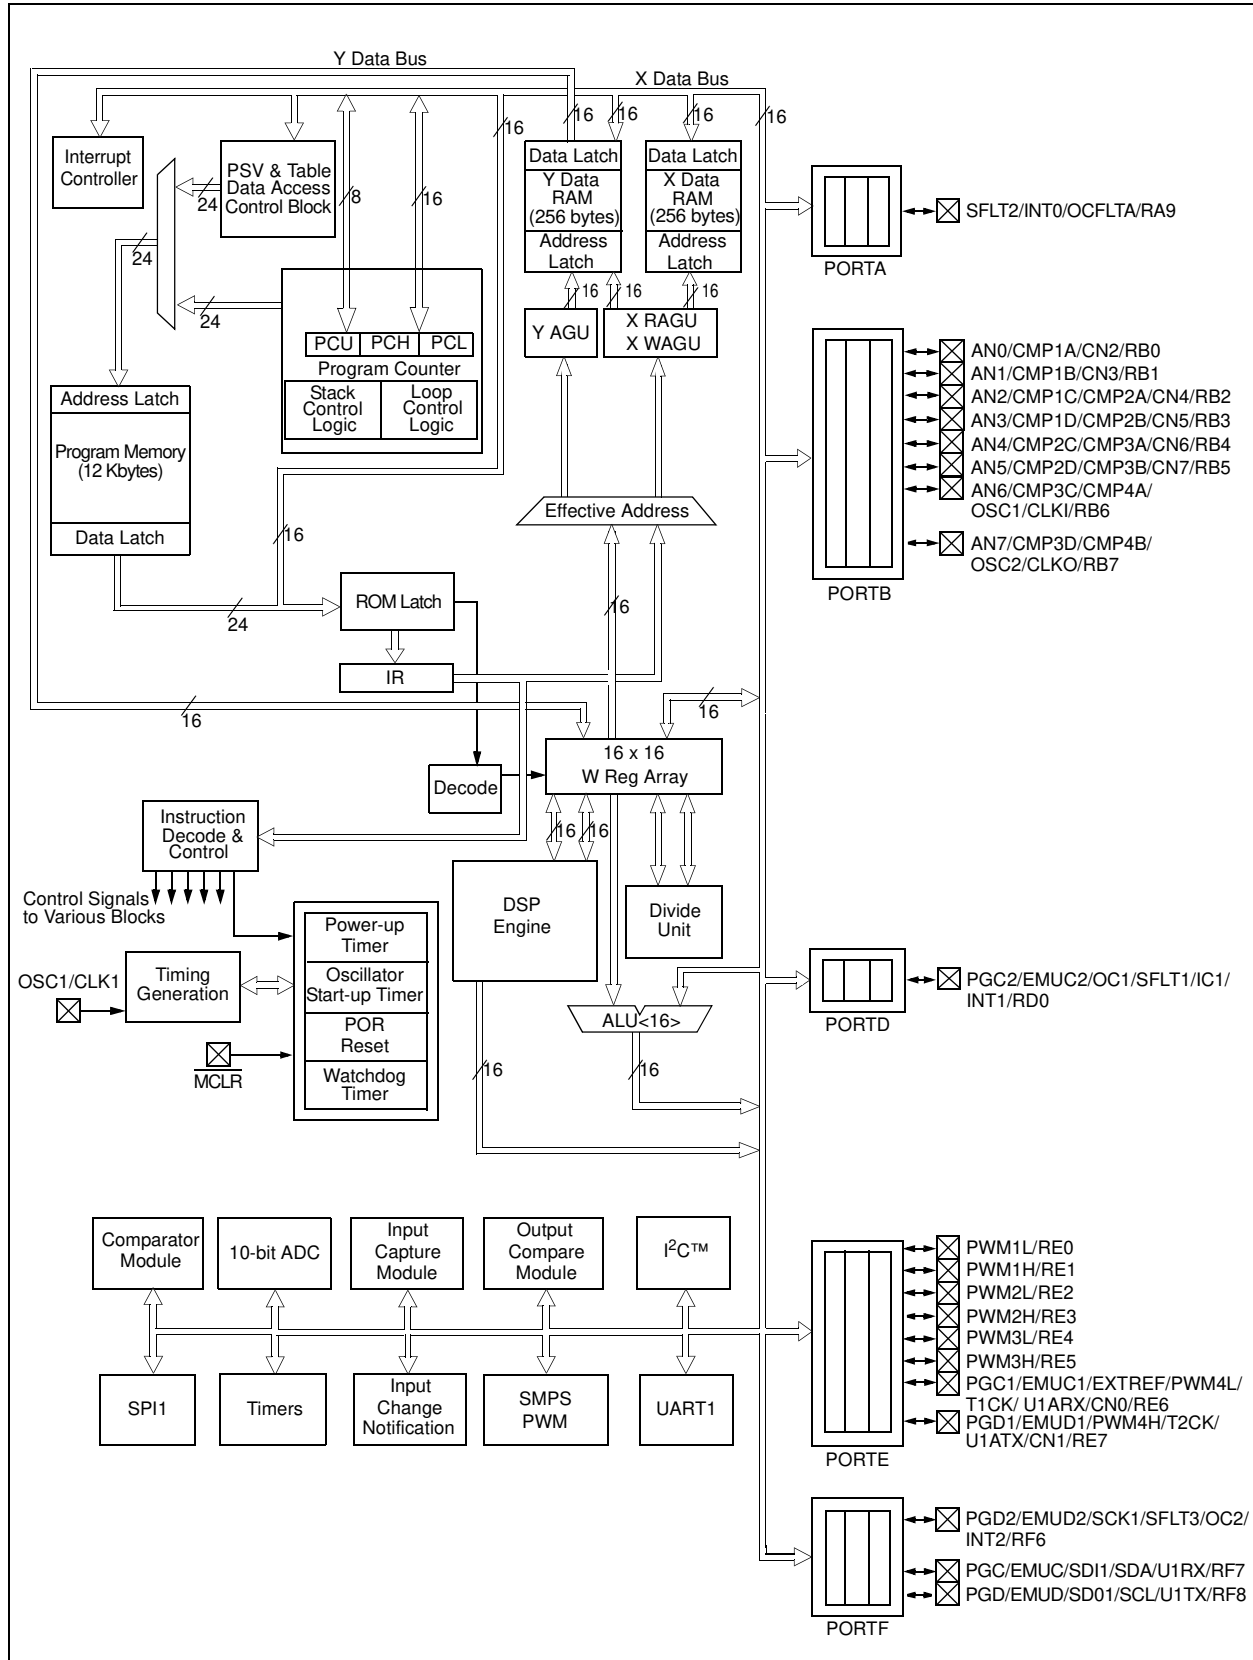 Y Data Bus
X Data Bus
16
16
16
16
16
Interrupt
Controller
PSV & Table
Data Access
Control Block
24
24
24
8
16
Data Latch
Y Data
RAM
(256 bytes)
Address
Latch
Data Latch
X Data
RAM
(256 bytes)
Address
Latch
16
16
16
Y AGU
X RAGU
X WAGU
PCU
PCH
PCL
Program Counter
Stack
Control
Logic
Loop
Control
Logic
Address Latch
Program Memory
(12 Kbytes)
Data Latch
Effective Address
16
24
ROM Latch
IR
16
16
16
16 x 16
W Reg Array
Decode
Instruction
Decode &
Control
Control Signals
to Various Blocks
16
16
DSP
Engine
Divide
Unit
Power-up
Timer
Oscillator
Start-up Timer
POR
Reset
Watchdog
Timer
OSC1/CLK1
Timing
Generation
MCLR
ALU<16>
16
16
Comparator
Module
10-bit ADC
Input
Capture
Module
Output
Compare
Module
I²C™
SPI1
Timers
Input
Change
Notification
SMPS
PWM
UART1
PORTA
SFLT2/INT0/OCFLTA/RA9
AN0/CMP1A/CN2/RB0
AN1/CMP1B/CN3/RB1
AN2/CMP1C/CMP2A/CN4/RB2
AN3/CMP1D/CMP2B/CN5/RB3
AN4/CMP2C/CMP3A/CN6/RB4
AN5/CMP2D/CMP3B/CN7/RB5
AN6/CMP3C/CMP4A/
OSC1/CLKI/RB6
AN7/CMP3D/CMP4B/
OSC2/CLKO/RB7
PORTB
PGC2/EMUC2/OC1/SFLT1/IC1/
INT1/RD0
PORTD
PWM1L/RE0
PWM1H/RE1
PWM2L/RE2
PWM2H/RE3
PWM3L/RE4
PWM3H/RE5
PGC1/EMUC1/EXTREF/PWM4L/
T1CK/ U1ARX/CN0/RE6
PGD1/EMUD1/PWM4H/T2CK/
U1ATX/CN1/RE7
PORTE
PGD2/EMUD2/SCK1/SFLT3/OC2/
INT2/RF6
PGC/EMUC/SDI1/SDA/U1RX/RF7
PGD/EMUD/SD01/SCL/U1TX/RF8
PORTF